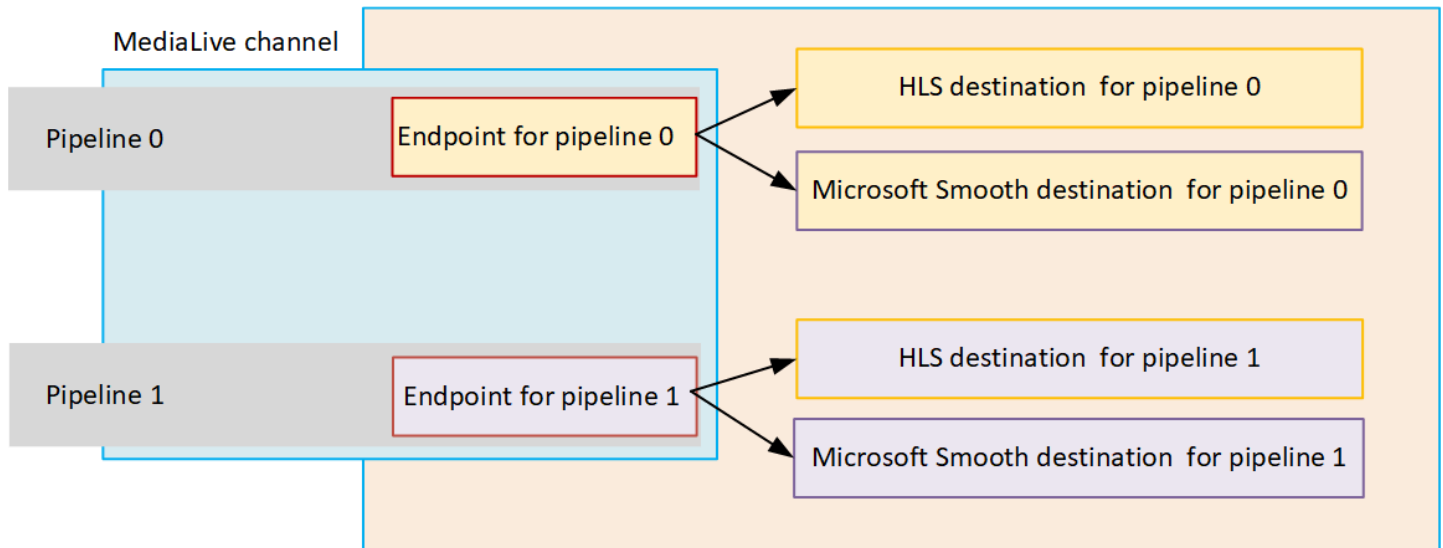 MediaLive channel
Pipeline 0
Endpoint for pipeline 0
HLS destination for pipeline 0
Microsoft Smooth destination for pipeline 0
Pipeline 1
Endpoint for pipeline 1
HLS destination for pipeline 1
Microsoft Smooth destination for pipeline 1